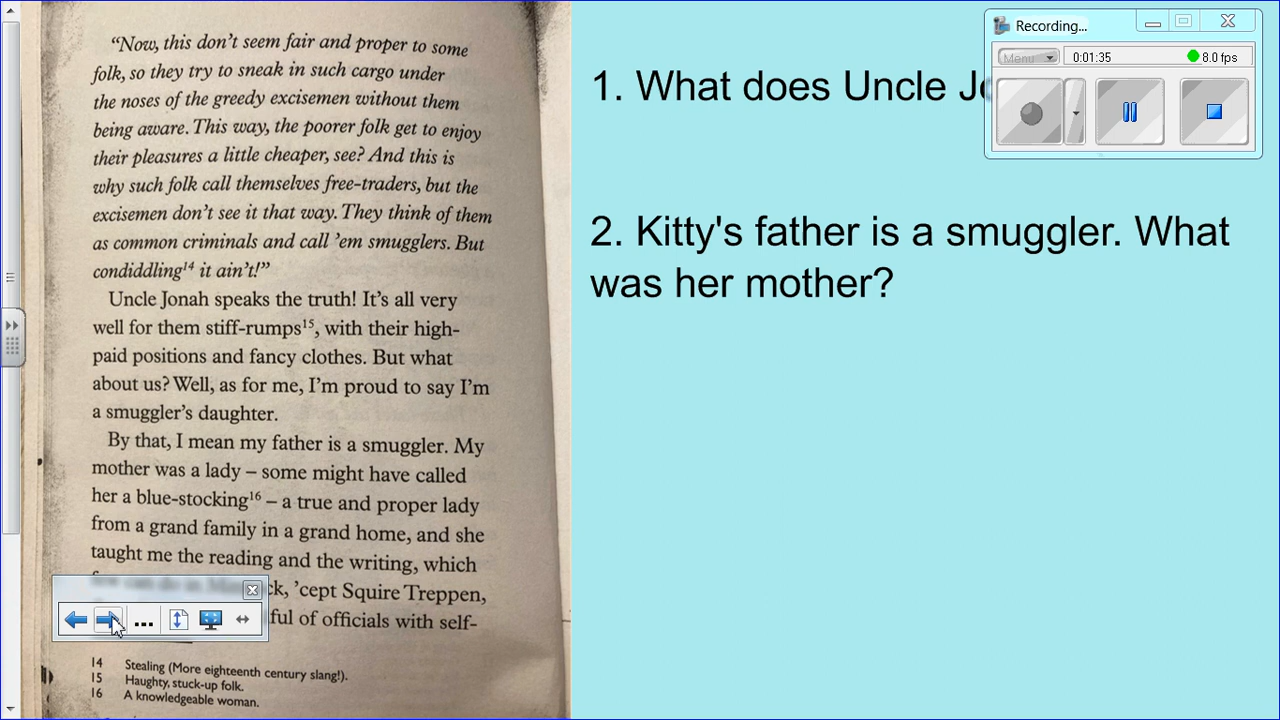 “Now, this don’t seem fair and proper to some
folk, so they try to sneak in such cargo under
the noses of the greedy excisemen without them
being aware. This way, the poorer folk get to enjoy
their pleasures a little cheaper, see? And this is
why such folk call themselves free-traders, but the
excisemen don’t see it that way. They think of them
as common criminals and call ’em smugglers. But
condiddling¹⁴ it ain’t!”
Uncle Jonah speaks the truth! It’s all very
well for them stiff-rumps¹⁵, with their high-
paid positions and fancy clothes. But what
about us? Well, as for me, I’m proud to say I’m
a smuggler’s daughter.
By that, I mean my father is a smuggler. My
mother was a lady – some might have called
her a blue-stocking¹⁶ – a true and proper lady
from a grand family in a grand home, and she
taught me the reading and the writing, which
’cept Squire Treppen,
of officials with self-
14 Stealing (More eighteenth century slang!).
15 Haughty, stuck-up folk.
16 A knowledgeable woman.
1. What does Uncle
2. Kitty's father is a smuggler. What
was her mother?
Recording...
Menu
0:01:35
8.0 fps